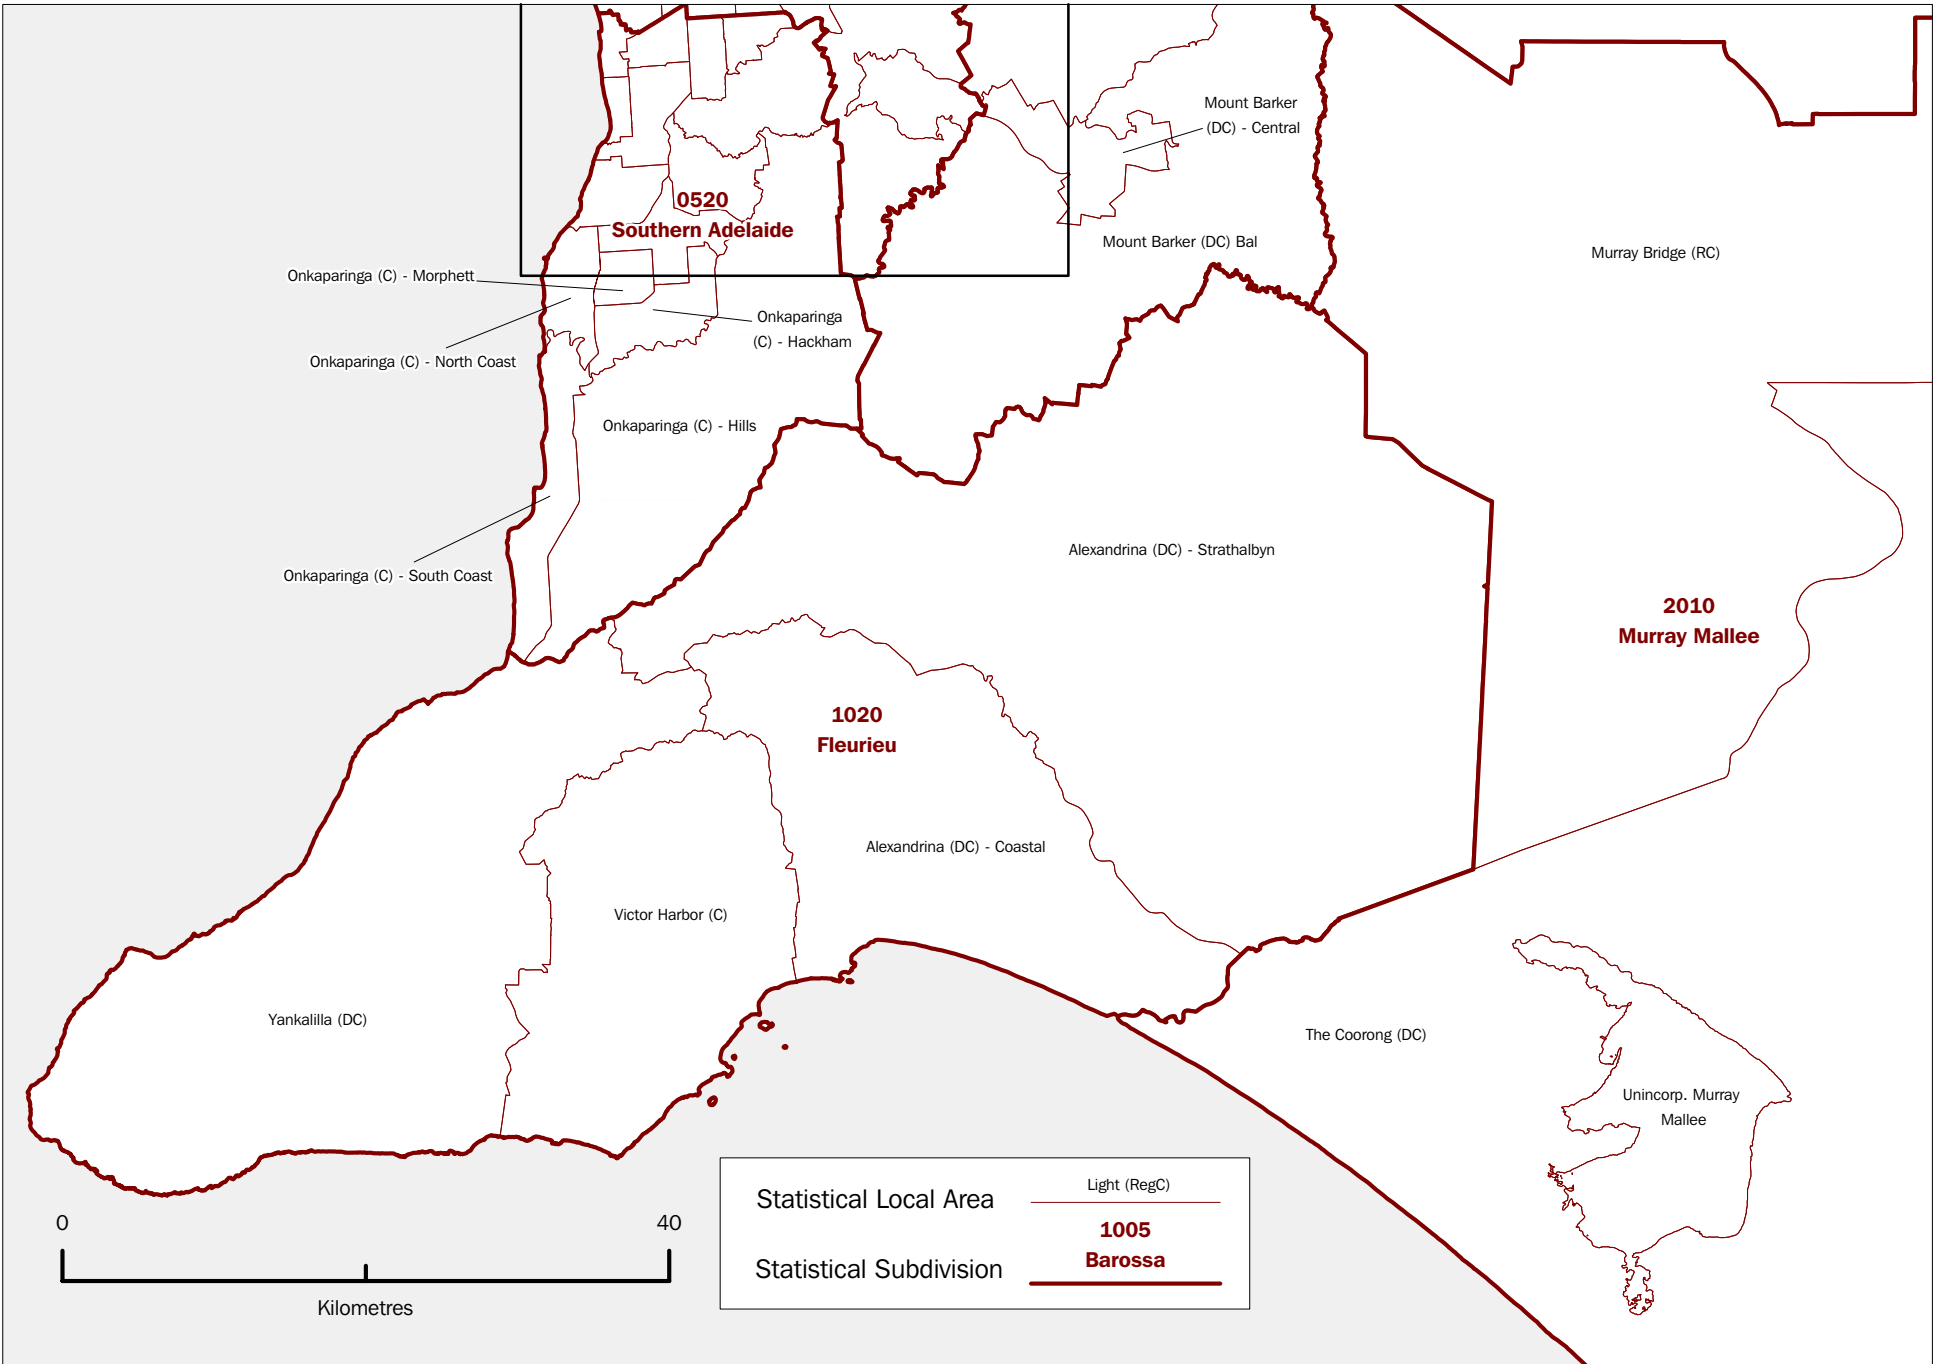 Mount Barker
(DC) - Central
0520
Southern Adelaide
Mount Barker (DC) Bal
Murray Bridge (RC)
Onkaparinga (C) - Morphett
Onkaparinga
(C) - Hackham
Onkaparinga (C) - North Coast
Onkaparinga (C) - Hills
Alexandrina (DC) - Strathalbyn
Onkaparinga (C) - South Coast
2010
Murray Mallee
1020
Fleurieu
Alexandrina (DC) - Coastal
Victor Harbor (C)
Yankalilla (DC)
The Coorong (DC)
Unincorp. Murray
Mallee
0
40
Kilometres
Statistical Local Area
Light (RegC)
1005
Barossa
Statistical Subdivision